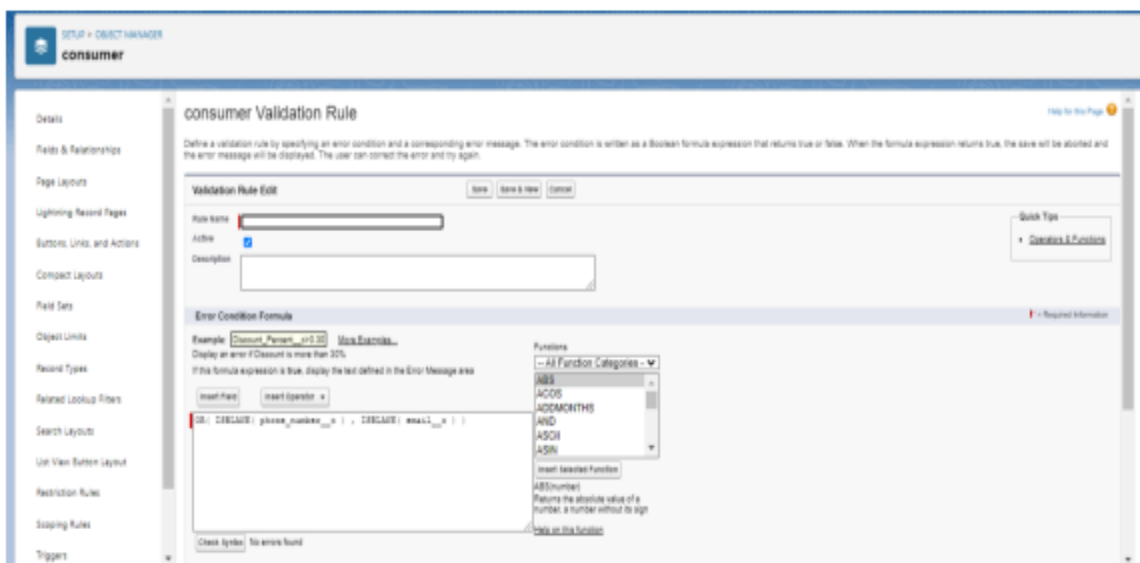 SETUP > OBJECT MANAGER
consumer
Details
Fields & Relationships
Page Layouts
Lightning Record Pages
Buttons, Links, and Actions
Compact Layouts
Field Sets
Object Limits
Record Types
Related Lookup Filters
Search Layouts
List View Button Layout
Restriction Rules
Scoping Rules
Triggers
consumer Validation Rule
Help for this Page
Define a validation rule by specifying an error condition and a corresponding error message. The error condition is written as a Boolean formula expression that returns true or false. When the formula expression returns true, the save will be aborted and
the error message will be displayed. The user can correct the error and try again.
Validation Rule Edit
Save
Save & New
Cancel
Rule Name
Active
Description
Quick Tips
Operators & Functions
Error Condition Formula
= Required Information
Example: Discount_Percent__c>0.30 More Examples...
Display an error if Discount is more than 30%
If this formula expression is true, display the text defined in the Error Message area
Insert Field
Insert Operator
OR( ISBLANK( phone_number__c ) , ISBLANK( email__c ) )
Check Syntax No errors found
Functions
-- All Function Categories --
ABS
ACOS
ADDMONTHS
AND
ASCII
ASIN
Insert Selected Function
ABS(number)
Returns the absolute value of a
number, a number without its sign
Help on this function